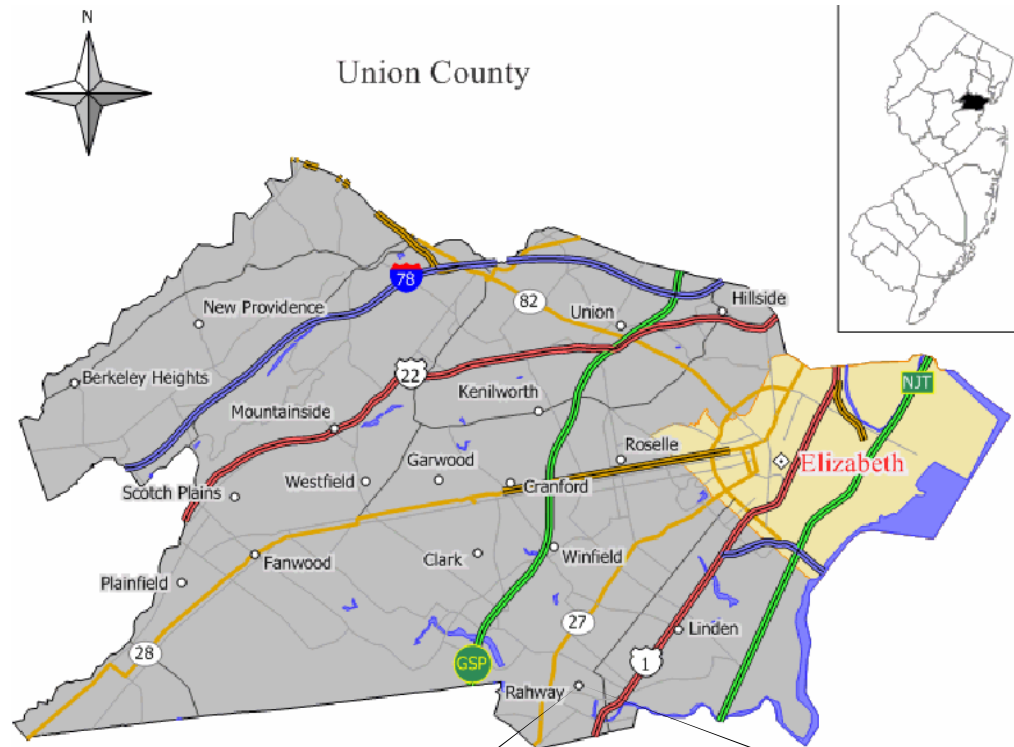 N
Union County
78
New Providence
82
Union
Hillside
Berkeley Heights
22
Kenilworth
NJT
Mountainside
Roselle
Garwood
Elizabeth
Westfield
Cranford
Scotch Plains
Clark
Winfield
Fanwood
Plainfield
27
Linden
28
GSP
1
Rahway